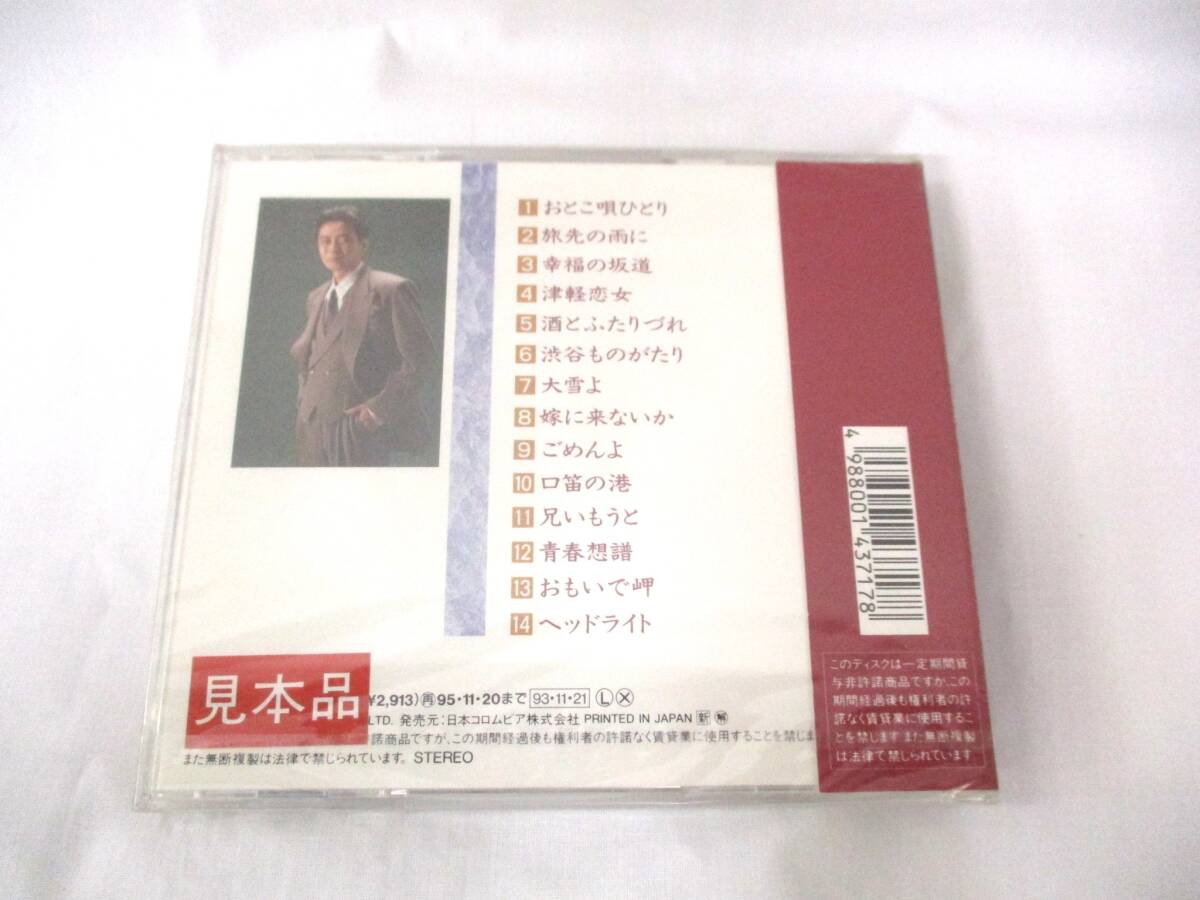 1 おとこ唄ひとり
2 旅先の雨に
3 幸福の坂道
4 津軽恋女
5 酒とふたりづれ
6 渋谷ものがたり
7 大雪よ
8 嫁に来ないか
9 ごめんよ
10 口笛の港
11 兄いもうと
12 青春想譜
13 おもいで岬
14 ヘッドライト
見本品
¥2,913)再95・11・20まで 93・11・21 L X
LTD. 発売元:日本コロムビア株式会社 PRINTED IN JAPAN 新 解
諾商品ですが、この期間経過後も権利者の許諾なく賃貸業に使用することを禁じま
また無断複製は法律で禁じられています。STEREO
4 988001 437178
このディスクは一定期間貸
与非許諾商品ですが、この
期間経過後も権利者の許
諾なく賃貸業に使用するこ
とを禁じます また無断複製
は法律で禁じられています